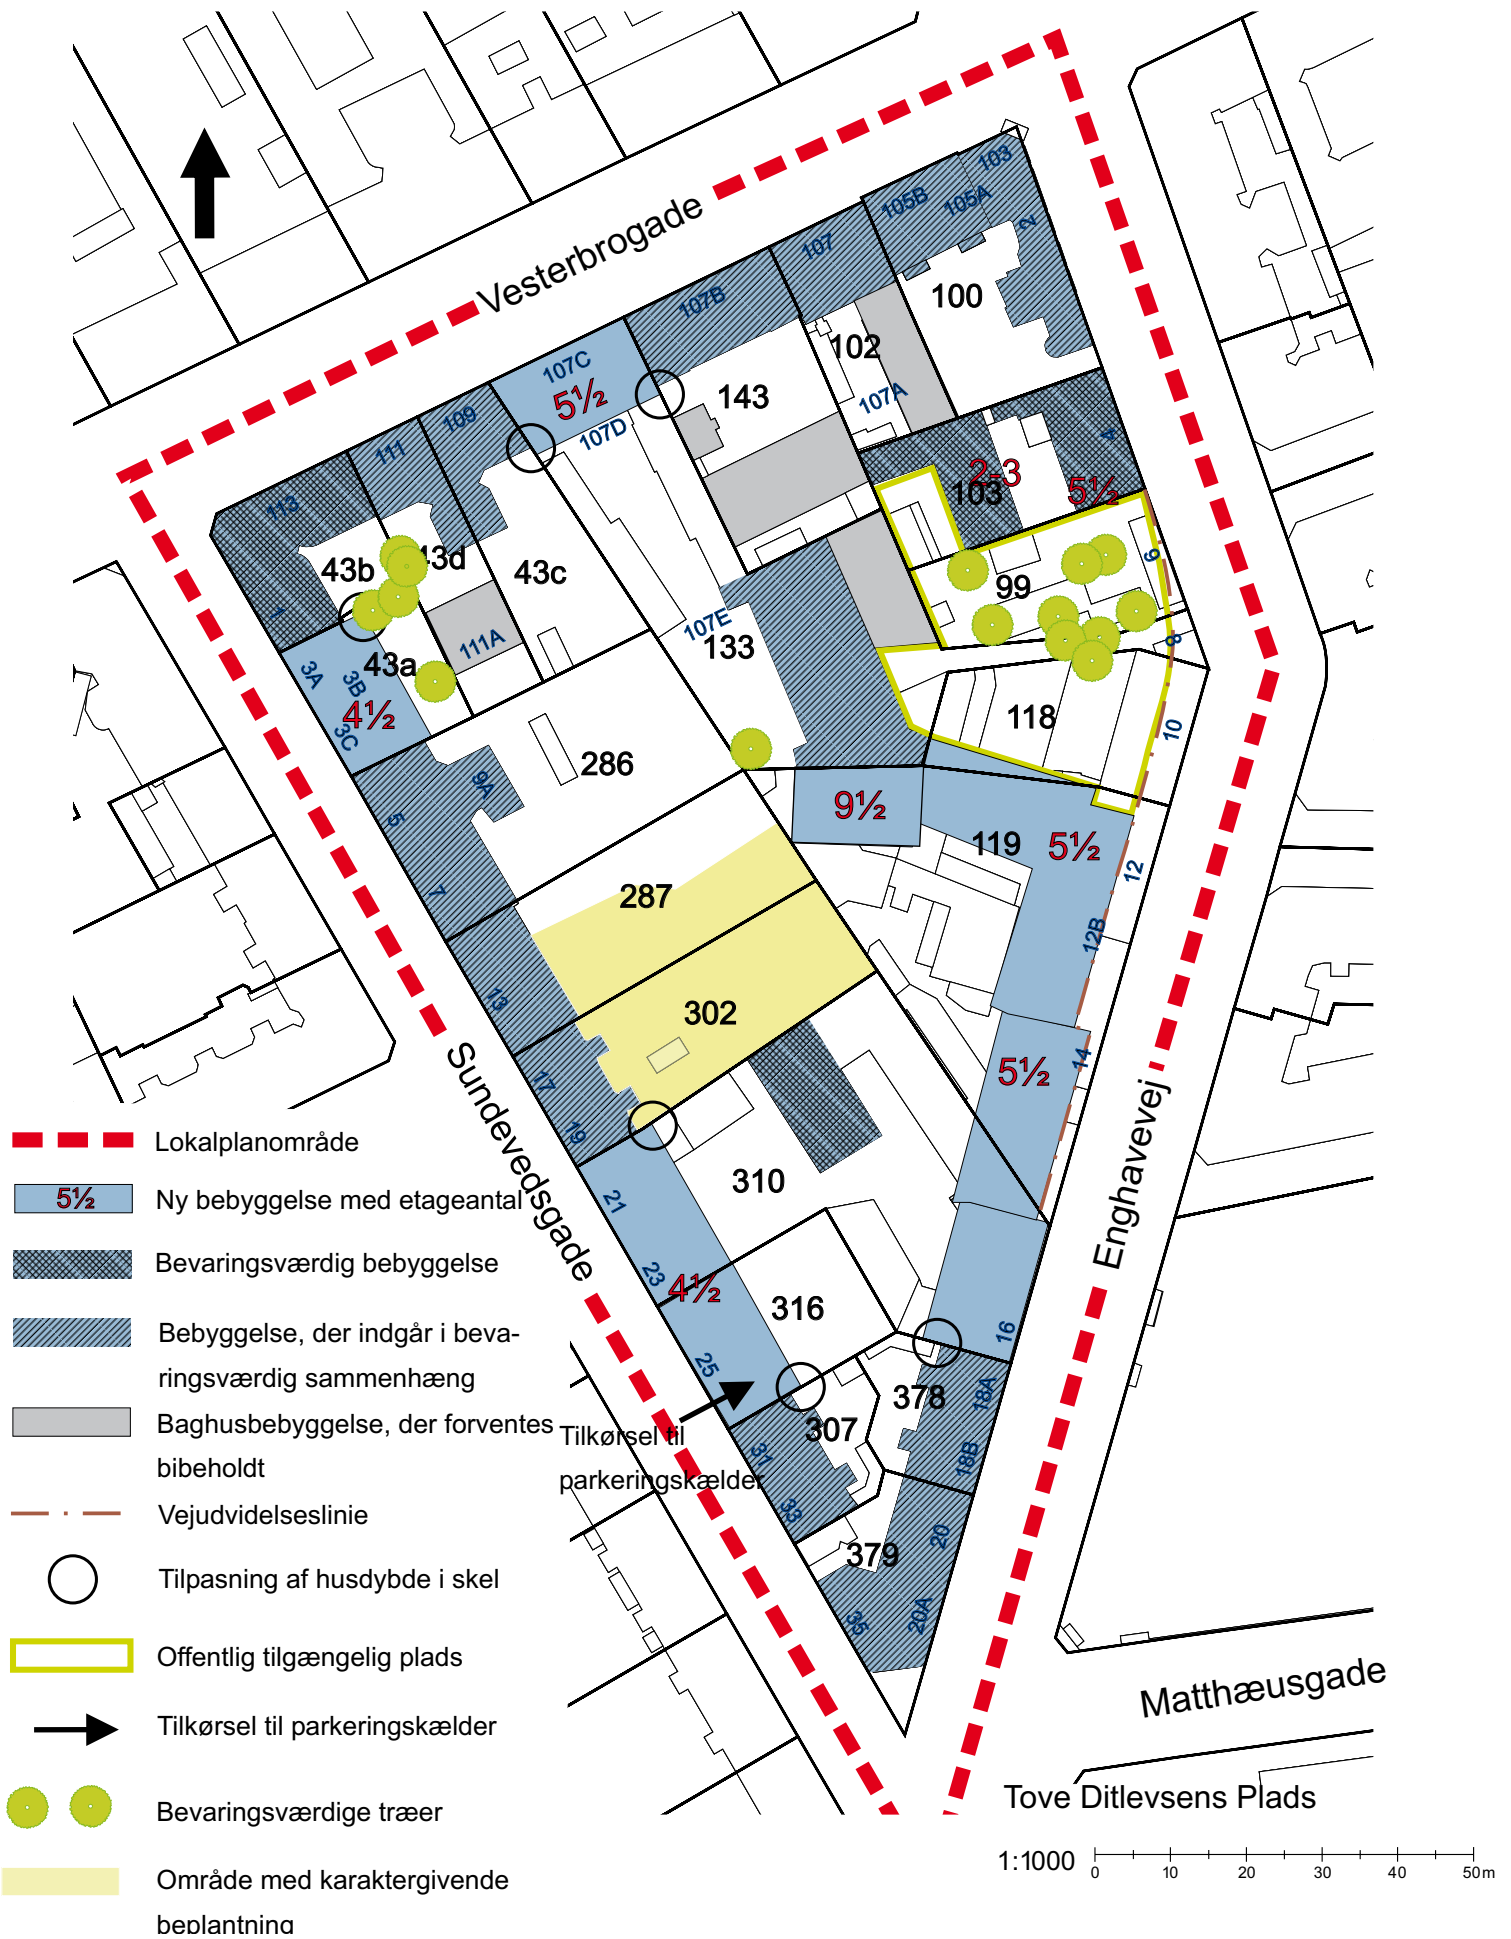 Vesterbrogade
103
105B
105A
2
107
107B
100
102
107A
107C
5½
107D
143
109
111
113
4
2-3
103
5½
6
99
8
43b
43d
43c
1
111A
107E
133
3A
3B
43a
4½
3C
118
10
286
9A
9½
5
119
5½
12
287
7
12B
13
302
14
5½
17
19
Sundevedsgade
Enghavevej
310
21
23
4½
316
16
25
18A
378
307
31
18B
33
20
379
35
20A
Tilkørsel til
parkeringskælder
Matthæusgade
Tove Ditlevsens Plads
1:1000
0 10 20 30 40 50m
Lokalplanområde
5½ Ny bebyggelse med etageantal
Bevaringsværdig bebyggelse
Bebyggelse, der indgår i beva-
ringsværdig sammenhæng
Baghusbebyggelse, der forventes
bibeholdt
Vejudvidelseslinie
Tilpasning af husdybde i skel
Offentlig tilgængelig plads
Tilkørsel til parkeringskælder
Bevaringsværdige træer
Område med karaktergivende
beplantning